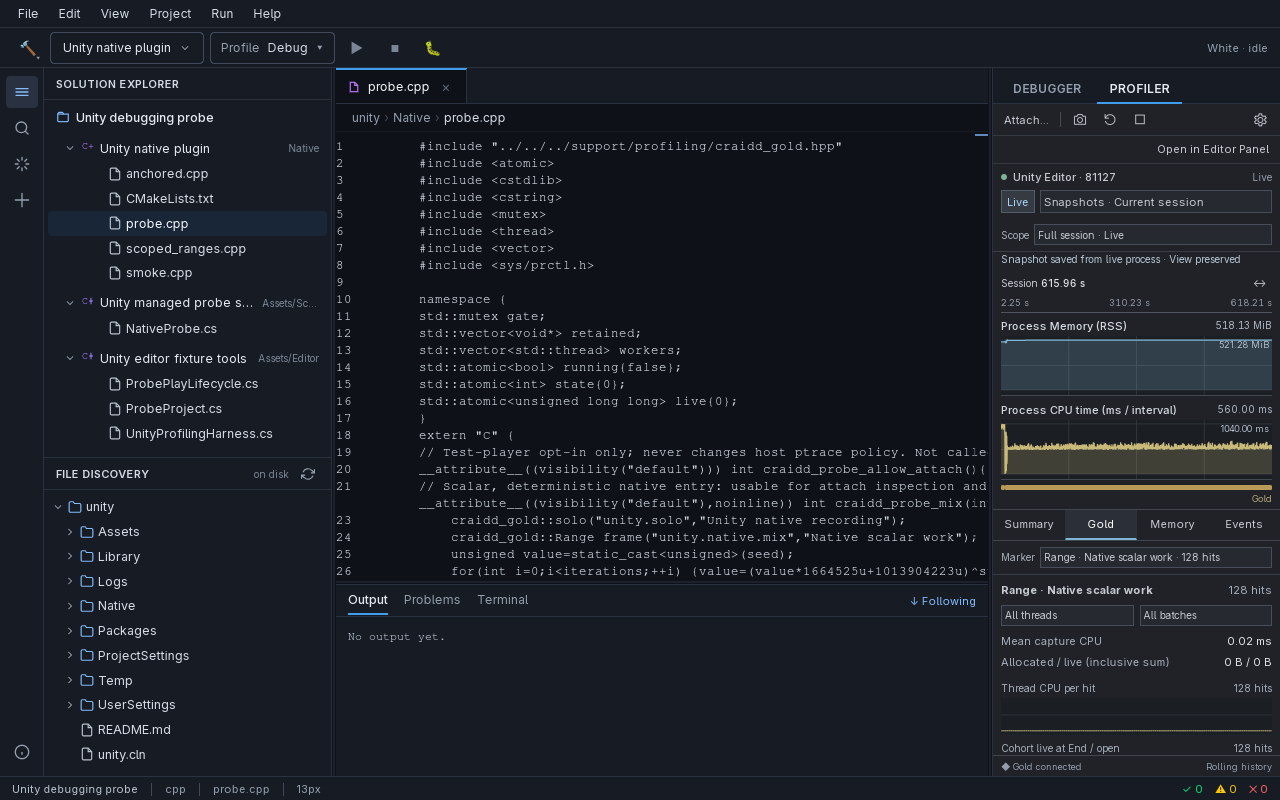 File Edit View Project Run Help
Unity native plugin Profile Debug White · idle
SOLUTION EXPLORER
Unity debugging probe
Unity native plugin Native
anchored.cpp
CMakeLists.txt
probe.cpp
scoped_ranges.cpp
smoke.cpp
Unity managed probe s... Assets/Sc...
NativeProbe.cs
Unity editor fixture tools Assets/Editor
ProbePlayLifecycle.cs
ProbeProject.cs
UnityProfilingHarness.cs
FILE DISCOVERY on disk
unity
Assets
Library
Logs
Native
Packages
ProjectSettings
Temp
UserSettings
README.md
unity.cln
probe.cpp ×
unity › Native › probe.cpp
1 #include "../../../support/profiling/craidd_gold.hpp"
2 #include <atomic>
3 #include <cstdlib>
4 #include <cstring>
5 #include <mutex>
6 #include <thread>
7 #include <vector>
8 #include <sys/prctl.h>
9
10 namespace {
11 std::mutex gate;
12 std::vector<void*> retained;
13 std::vector<std::thread> workers;
14 std::atomic<bool> running{false};
15 std::atomic<int> state{0};
16 std::atomic<unsigned long long> live{0};
17 }
18 extern "C" {
19 // Test-player opt-in only; never changes host ptrace policy. Not calle
20 __attribute__((visibility("default"))) int craidd_probe_allow_attach(){
21 // Scalar, deterministic native entry: usable for attach inspection and
__attribute__((visibility("default"),noinline)) int craidd_probe_mix(in
23 craidd_gold::solo("unity.solo","Unity native recording");
24 craidd_gold::Range frame("unity.native.mix","Native scalar work");
25 unsigned value=static_cast<unsigned>(seed);
26 for(int i=0;i<iterations;++i) {value=(value*1664525u+1013904223u)^s
Output Problems Terminal ↓ Following
No output yet.
DEBUGGER PROFILER
Attach...
Open in Editor Panel
Unity Editor · 81127 Live
Live Snapshots · Current session
Scope Full session · Live
Snapshot saved from live process · View preserved
Session 615.96 s ↔
2.25 s 310.23 s 618.21 s
Process Memory (RSS) 518.13 MiB
521.28 MiB
Process CPU time (ms / interval) 560.00 ms
1040.00 ms
Gold
Summary Gold Memory Events
Marker Range · Native scalar work · 128 hits
Range · Native scalar work 128 hits
All threads All batches
Mean capture CPU 0.02 ms
Allocated / live (inclusive sum) 0 B / 0 B
Thread CPU per hit 128 hits
Cohort live at End / open 128 hits
◆ Gold connected Rolling history
Unity debugging probe cpp probe.cpp 13px 0 0 0